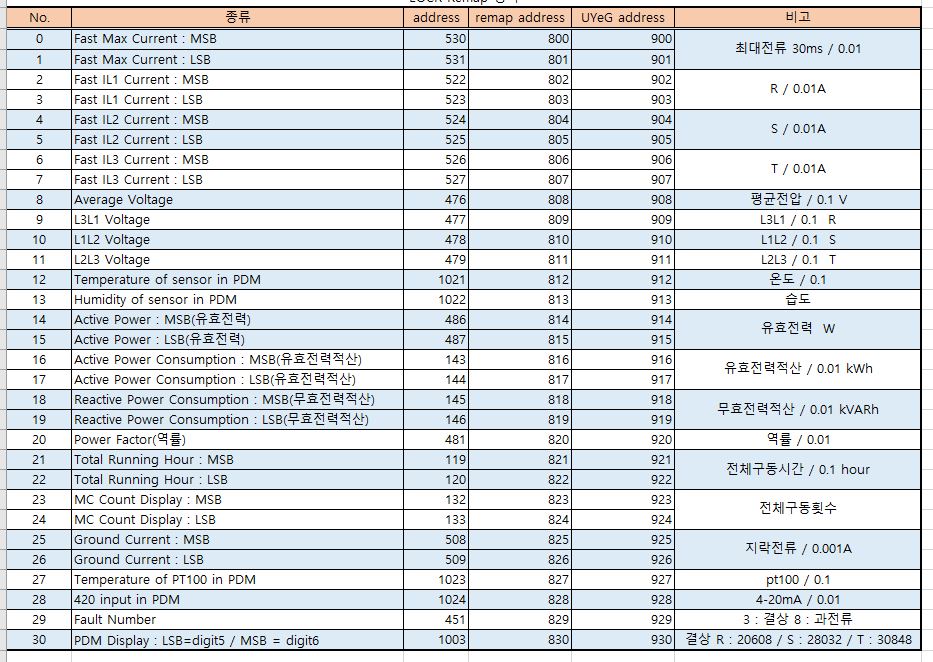 No. 종류 address remap address UYeG address 비고
0 Fast Max Current : MSB 530 800 900 최대전류 30ms / 0.01
1 Fast Max Current : LSB 531 801 901
2 Fast IL1 Current : MSB 522 802 902 R / 0.01A
3 Fast IL1 Current : LSB 523 803 903
4 Fast IL2 Current : MSB 524 804 904 S / 0.01A
5 Fast IL2 Current : LSB 525 805 905
6 Fast IL3 Current : MSB 526 806 906 T / 0.01A
7 Fast IL3 Current : LSB 527 807 907
8 Average Voltage 476 808 908 평균전압 / 0.1 V
9 L3L1 Voltage 477 809 909 L3L1 / 0.1 R
10 L1L2 Voltage 478 810 910 L1L2 / 0.1 S
11 L2L3 Voltage 479 811 911 L2L3 / 0.1 T
12 Temperature of sensor in PDM 1021 812 912 온도 / 0.1
13 Humidity of sensor in PDM 1022 813 913 습도
14 Active Power : MSB(유효전력) 486 814 914 유효전력 W
15 Active Power : LSB(유효전력) 487 815 915
16 Active Power Consumption : MSB(유효전력적산) 143 816 916 유효전력적산 / 0.01 kWh
17 Active Power Consumption : LSB(유효전력적산) 144 817 917
18 Reactive Power Consumption : MSB(무효전력적산) 145 818 918 무효전력적산 / 0.01 kVARh
19 Reactive Power Consumption : LSB(무효전력적산) 146 819 919
20 Power Factor(역률) 481 820 920 역률 / 0.01
21 Total Running Hour : MSB 119 821 921 전체구동시간 / 0.1 hour
22 Total Running Hour : LSB 120 822 922
23 MC Count Display : MSB 132 823 923 전체구동횟수
24 MC Count Display : LSB 133 824 924
25 Ground Current : MSB 508 825 925 지락전류 / 0.001A
26 Ground Current : LSB 509 826 926
27 Temperature of PT100 in PDM 1023 827 927 pt100 / 0.1
28 420 input in PDM 1024 828 928 4-20mA / 0.01
29 Fault Number 451 829 929 3 : 결상 8 : 과전류
30 PDM Display : LSB=digit5 / MSB = digit6 1003 830 930 결상 R : 20608 / S : 28032 / T : 30848